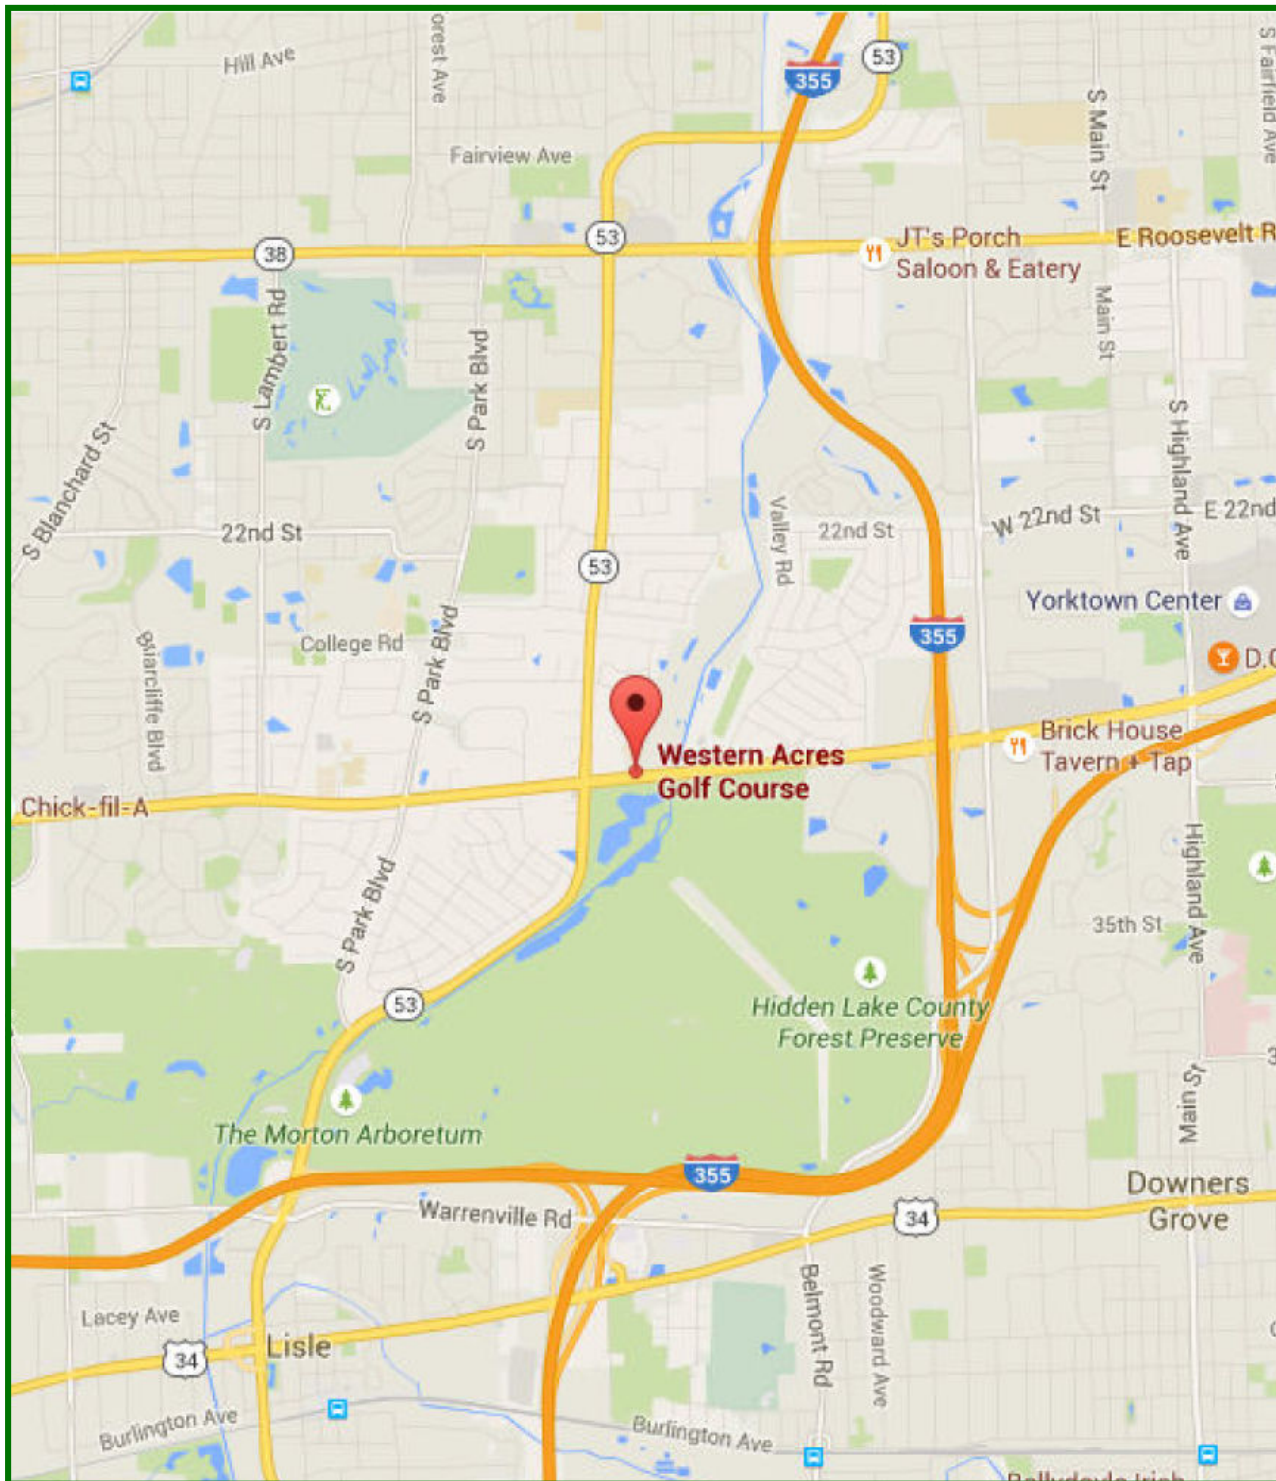 Hill Ave
orest Ave
355
53
S Main St
S Fairfield Ave
Fairview Ave
38
53
JT's Porch
Saloon & Eatery
E Roosevelt R
S Lambert Rd
S Park Blvd
Main St
S Blanchard St
S Highland Ave
22nd St
Valley Rd
22nd St
W 22nd St
E 22nd
53
Yorktown Center
355
College Rd
Briarcliffe Blvd
S Park Blvd
D.
Western Acres
Golf Course
Brick House
Tavern + Tap
Chick-fil-A
S Park Blvd
Highland Ave
35th St
53
Hidden Lake County
Forest Preserve
3
The Morton Arboretum
Main St
355
Downers
Grove
Warrenville Rd
34
Belmont Rd
Woodward Ave
Lacey Ave
34
Lisle
Burlington Ave
Burlington Ave